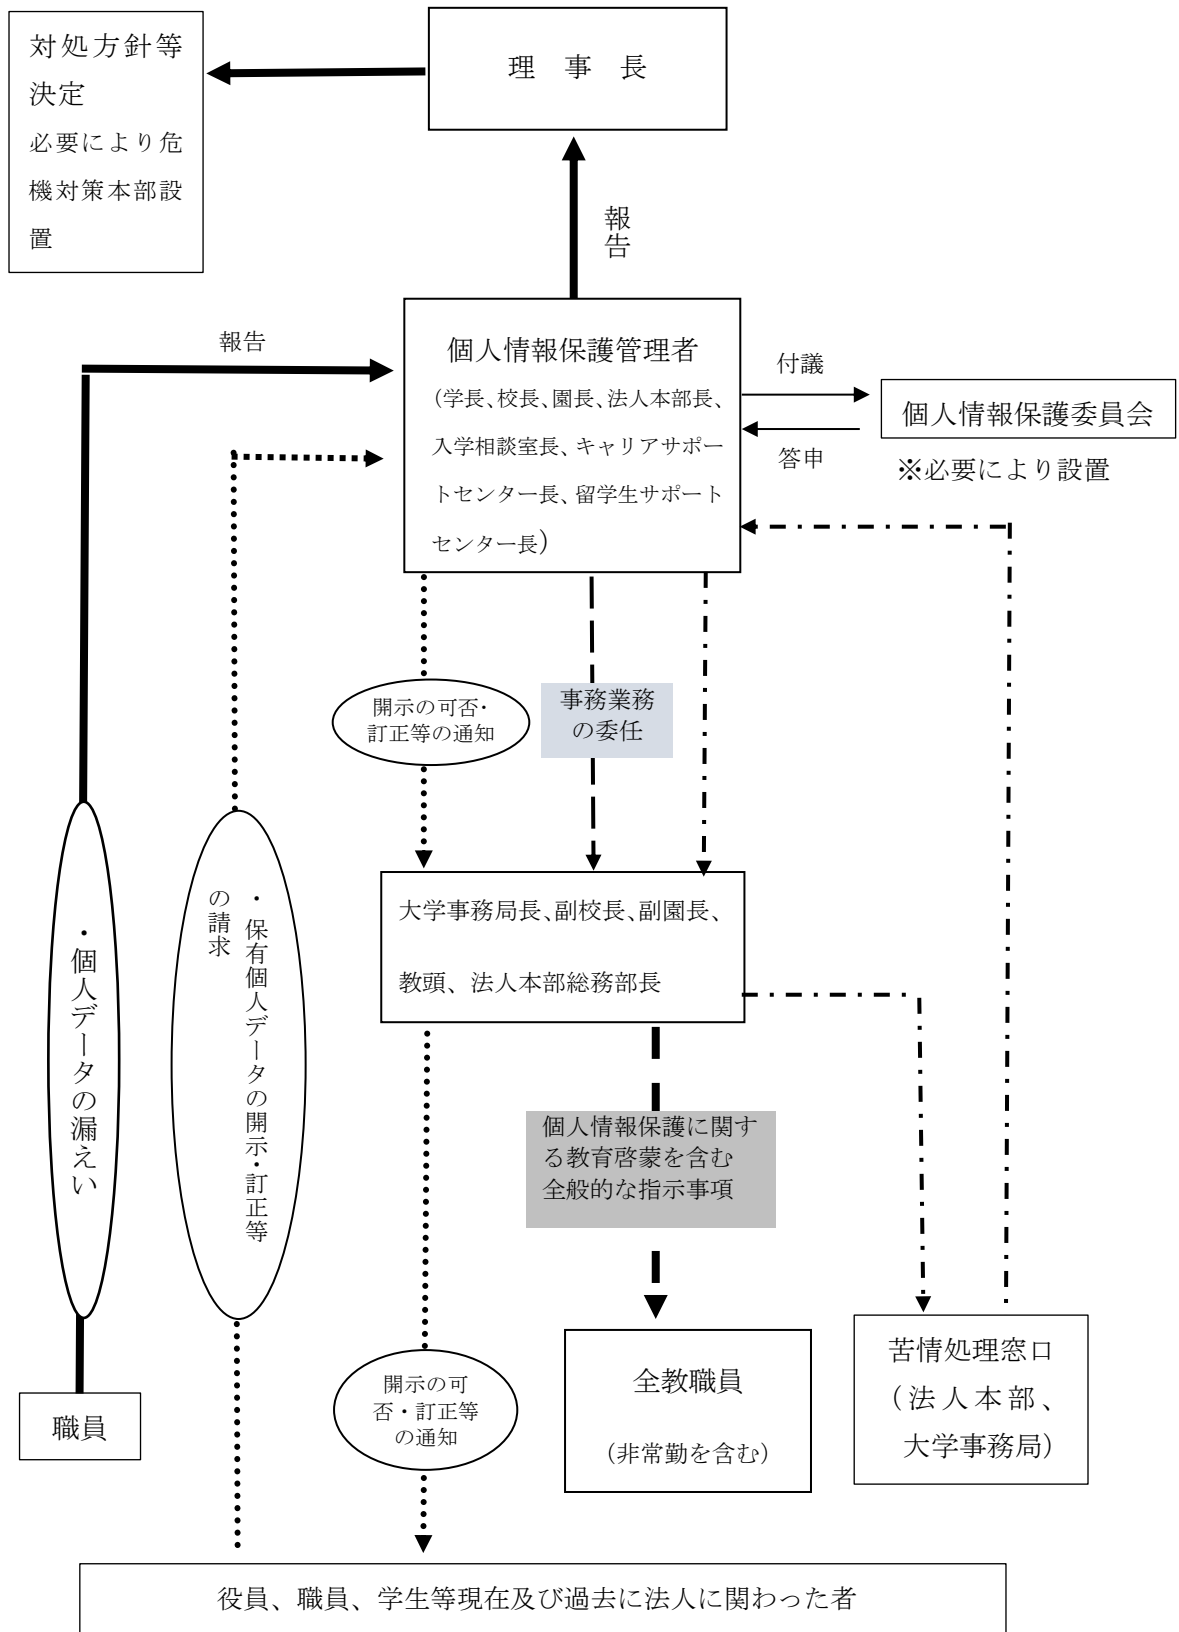 対処方針等
決定
必要により危
機対策本部設
置
理　事　長
報告
報告
個人情報保護管理者
(学長、校長、園長、法人本部長、
入学相談室長、キャリアサポー
トセンター長、留学生サポート
センター長)
付議
答申
個人情報保護委員会
※必要により設置
開示の可否・
訂正等の通知
事務業務
の委任
大学事務局長、副校長、副園長、
教頭、法人本部総務部長
・個人データの漏えい
・保有個人データの開示・訂正等
の請求
個人情報保護に関す
る教育啓蒙を含む
全般的な指示事項
開示の可
否・訂正等
の通知
全教職員
(非常勤を含む)
苦情処理窓口
(法人本部、
大学事務局)
職員
役員、職員、学生等現在及び過去に法人に関わった者